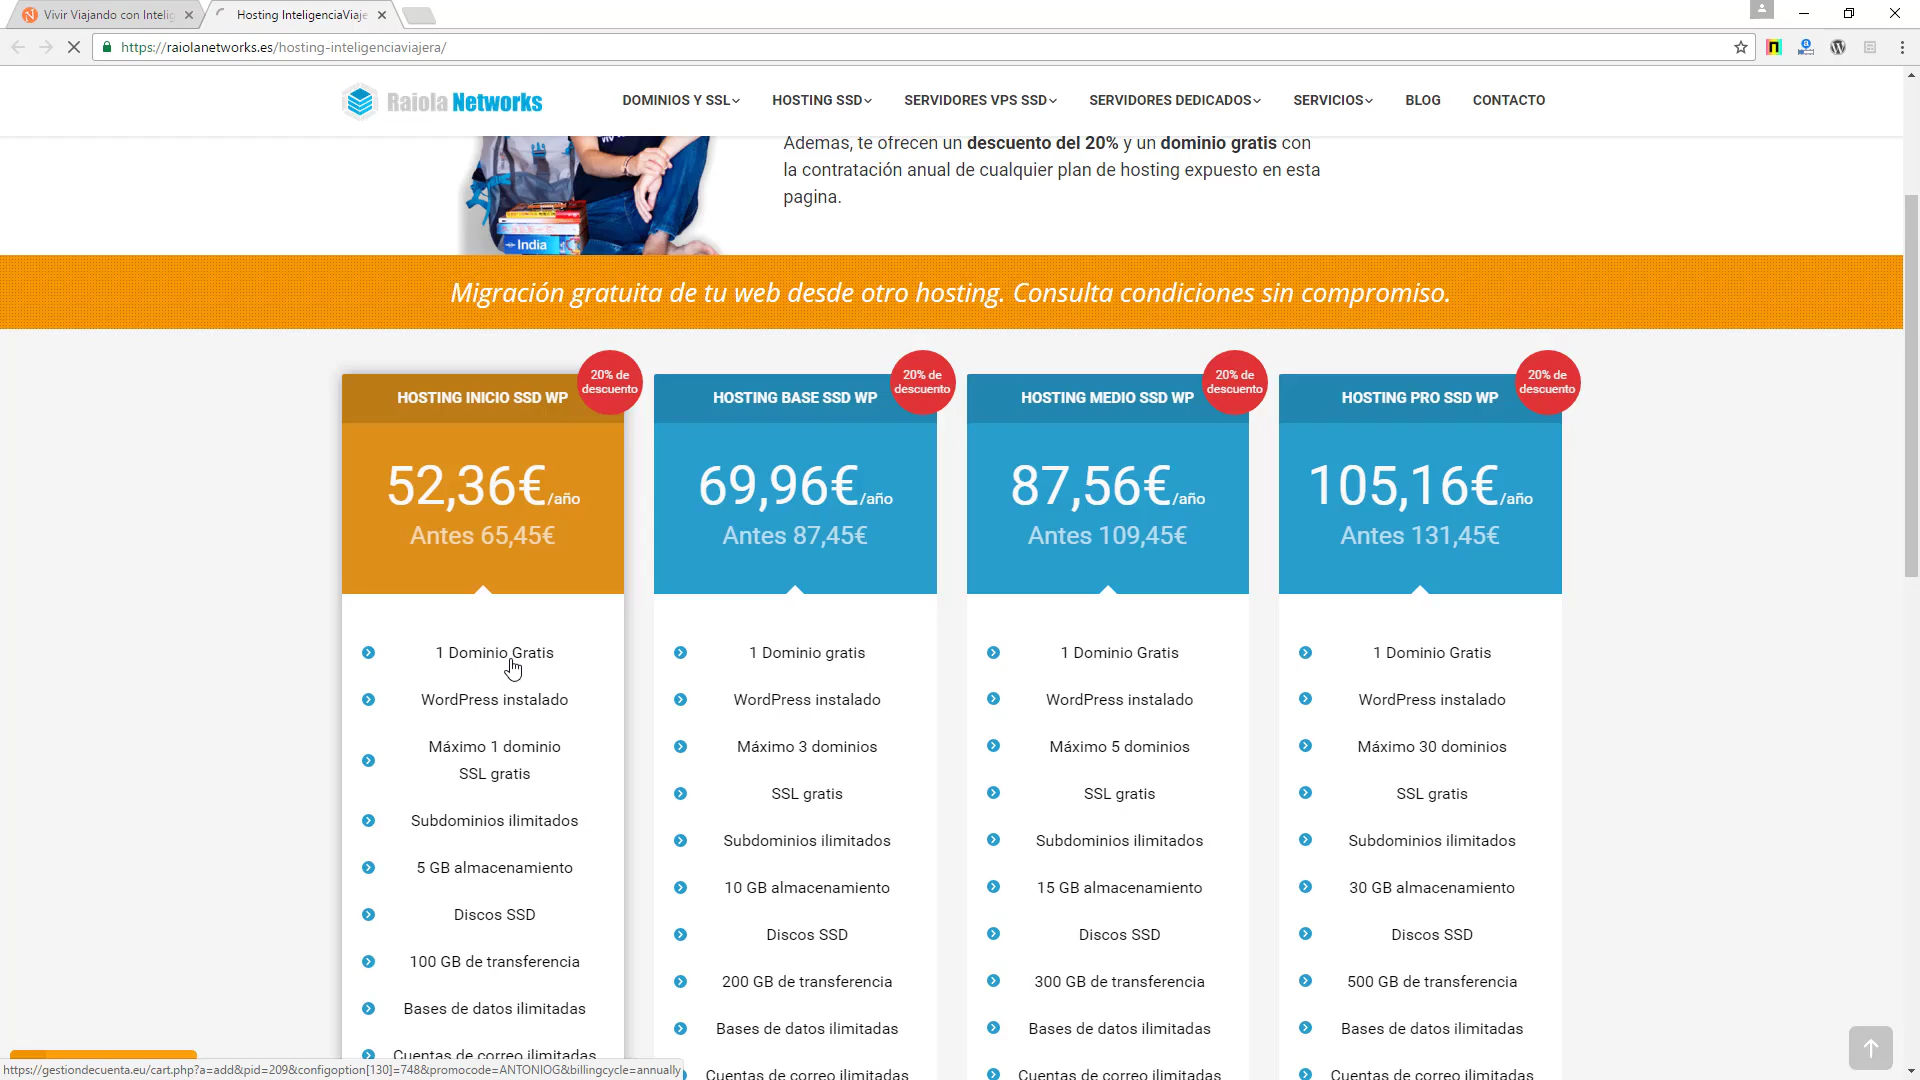 Vivir Viajando con Intelig
Hosting InteligenciaViaje
https://raiolanetworks.es/hosting-inteligenciaviajera/
Raiola Networks
DOMINIOS Y SSL
HOSTING SSD
SERVIDORES VPS SSD
SERVIDORES DEDICADOS
SERVICIOS
BLOG
CONTACTO
Ademas, te ofrecen un descuento del 20% y un dominio gratis con
la contratación anual de cualquier plan de hosting expuesto en esta
pagina.
India
Migración gratuita de tu web desde otro hosting. Consulta condiciones sin compromiso.
20% de
descuento
HOSTING INICIO SSD WP
52,36€/año
Antes 65,45€
1 Dominio Gratis
WordPress instalado
Máximo 1 dominio
SSL gratis
Subdominios ilimitados
5 GB almacenamiento
Discos SSD
100 GB de transferencia
Bases de datos ilimitadas
Cuentas de correo ilimitadas
20% de
descuento
HOSTING BASE SSD WP
69,96€/año
Antes 87,45€
1 Dominio gratis
WordPress instalado
Máximo 3 dominios
SSL gratis
Subdominios ilimitados
10 GB almacenamiento
Discos SSD
200 GB de transferencia
Bases de datos ilimitadas
Cuentas de correo ilimitadas
20% de
descuento
HOSTING MEDIO SSD WP
87,56€/año
Antes 109,45€
1 Dominio Gratis
WordPress instalado
Máximo 5 dominios
SSL gratis
Subdominios ilimitados
15 GB almacenamiento
Discos SSD
300 GB de transferencia
Bases de datos ilimitadas
Cuentas de correo ilimitadas
20% de
descuento
HOSTING PRO SSD WP
105,16€/año
Antes 131,45€
1 Dominio Gratis
WordPress instalado
Máximo 30 dominios
SSL gratis
Subdominios ilimitados
30 GB almacenamiento
Discos SSD
500 GB de transferencia
Bases de datos ilimitadas
Cuentas de correo ilimitadas
https://gestiondecuenta.eu/cart.php?a=add&pid=209&configoption[130]=748&promocode=ANTONIOG&billingcycle=annually